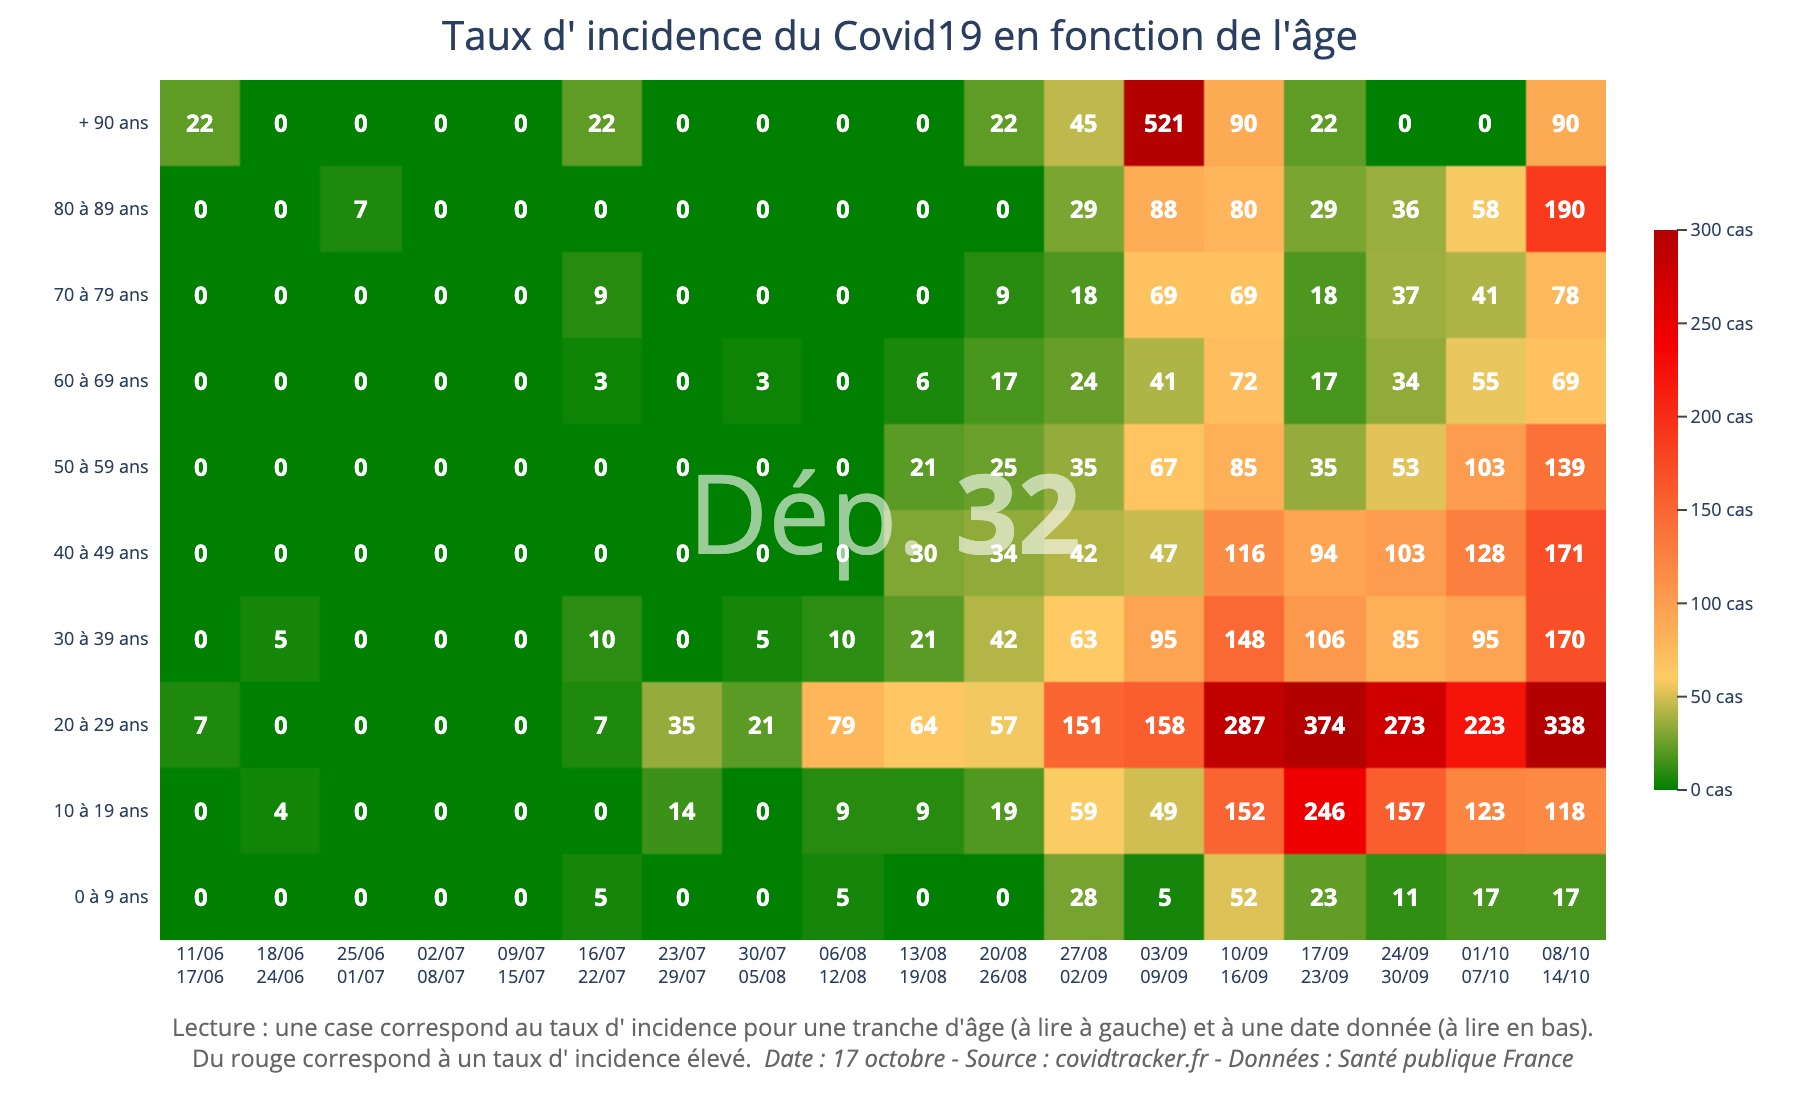 Taux d' incidence du Covid19 en fonction de l'âge
+ 90 ans 22 0 0 0 0 22 0 0 0 0 22 45 521 90 22 0 0 90
80 à 89 ans 0 0 7 0 0 0 0 0 0 0 0 29 88 80 29 36 58 190
70 à 79 ans 0 0 0 0 0 9 0 0 0 0 9 18 69 69 18 37 41 78
60 à 69 ans 0 0 0 0 0 3 0 3 0 6 17 24 41 72 17 34 55 69
50 à 59 ans 0 0 0 0 0 0 0 0 0 21 25 35 67 85 35 53 103 139
Dép. 32
40 à 49 ans 0 0 0 0 0 0 0 0 0 30 34 42 47 116 94 103 128 171
30 à 39 ans 0 5 0 0 0 10 0 5 10 21 42 63 95 148 106 85 95 170
20 à 29 ans 7 0 0 0 0 7 35 21 79 64 57 151 158 287 374 273 223 338
10 à 19 ans 0 4 0 0 0 0 14 0 9 9 19 59 49 152 246 157 123 118
0 à 9 ans 0 0 0 0 0 5 0 0 5 0 0 28 5 52 23 11 17 17
11/06 18/06 25/06 02/07 09/07 16/07 23/07 30/07 06/08 13/08 20/08 27/08 03/09 10/09 17/09 24/09 01/10 08/10
17/06 24/06 01/07 08/07 15/07 22/07 29/07 05/08 12/08 19/08 26/08 02/09 09/09 16/09 23/09 30/09 07/10 14/10
300 cas
250 cas
200 cas
150 cas
100 cas
50 cas
0 cas
Lecture : une case correspond au taux d' incidence pour une tranche d'âge (à lire à gauche) et à une date donnée (à lire en bas).
Du rouge correspond à un taux d' incidence élevé. Date : 17 octobre - Source : covidtracker.fr - Données : Santé publique France